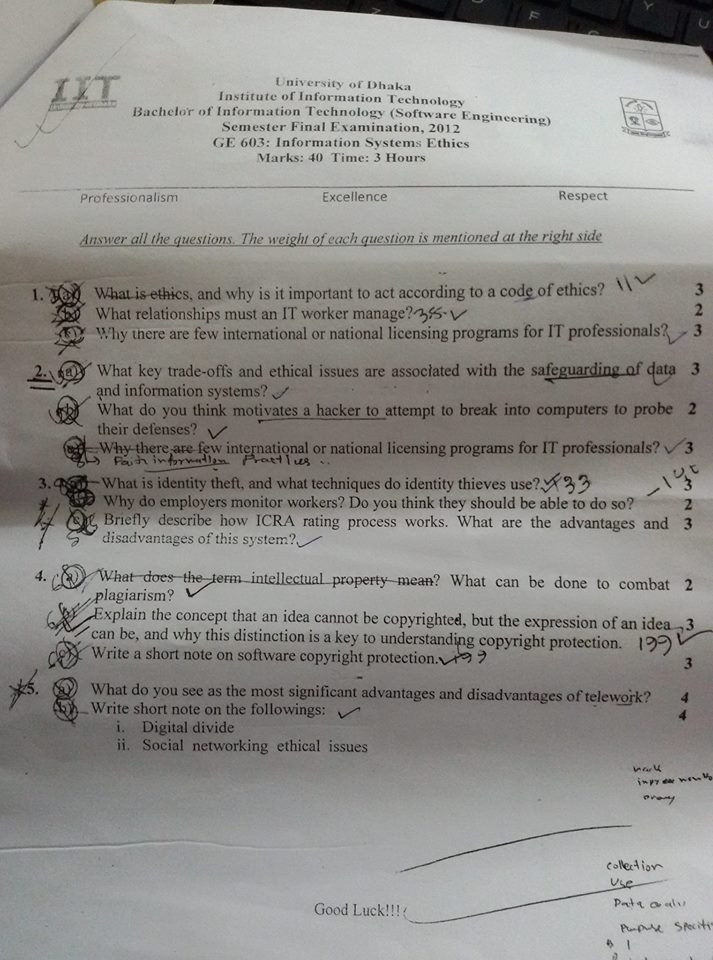 IIT
University of Dhaka
Institute of Information Technology
Bachelor of Information Technology (Software Engineering)
Semester Final Examination, 2012
GE 603: Information Systems Ethics
Marks: 40 Time: 3 Hours
Professionalism Excellence Respect
Answer all the questions. The weight of each question is mentioned at the right side
1. (a) What is ethics, and why is it important to act according to a code of ethics? 11 3
(b) What relationships must an IT worker manage? 2
(c) Why there are few international or national licensing programs for IT professionals? 3
2. (a) What key trade-offs and ethical issues are associated with the safeguarding of data 3
and information systems?
(b) What do you think motivates a hacker to attempt to break into computers to probe 2
their defenses?
Why there are few international or national licensing programs for IT professionals? 3
Fair information Practices
3. What is identity theft, and what techniques do identity thieves use? 33 3
Why do employers monitor workers? Do you think they should be able to do so? 2
Briefly describe how ICRA rating process works. What are the advantages and 3
disadvantages of this system?
4. (a) What does the term intellectual property mean? What can be done to combat 2
plagiarism?
Explain the concept that an idea cannot be copyrighted, but the expression of an idea 3
can be, and why this distinction is a key to understanding copyright protection. 199
(c) Write a short note on software copyright protection. 3
5. (a) What do you see as the most significant advantages and disadvantages of telework? 4
(b) Write short note on the followings: 4
i. Digital divide
ii. Social networking ethical issues
collection
Use
Data
Purpose
Good Luck!!!